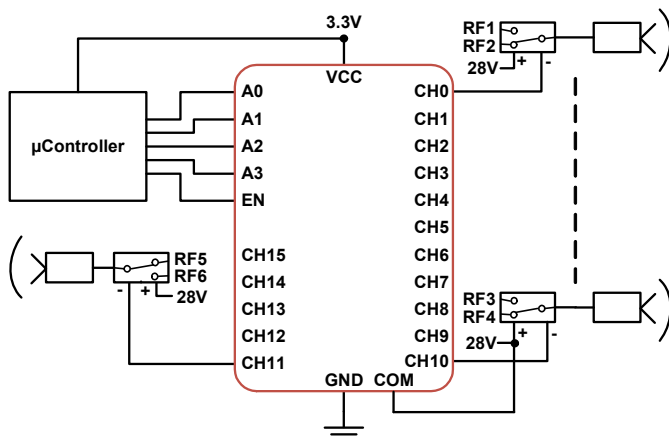 3.3V
VCC
µController
A0
A1
A2
A3
EN
CH15
CH14
CH13
CH12
CH11
CH0
CH1
CH2
CH3
CH4
CH5
CH6
CH7
CH8
CH9
CH10
GND COM
RF1
RF2
28V + -
RF5
RF6
- + 28V
RF3
RF4
28V + -